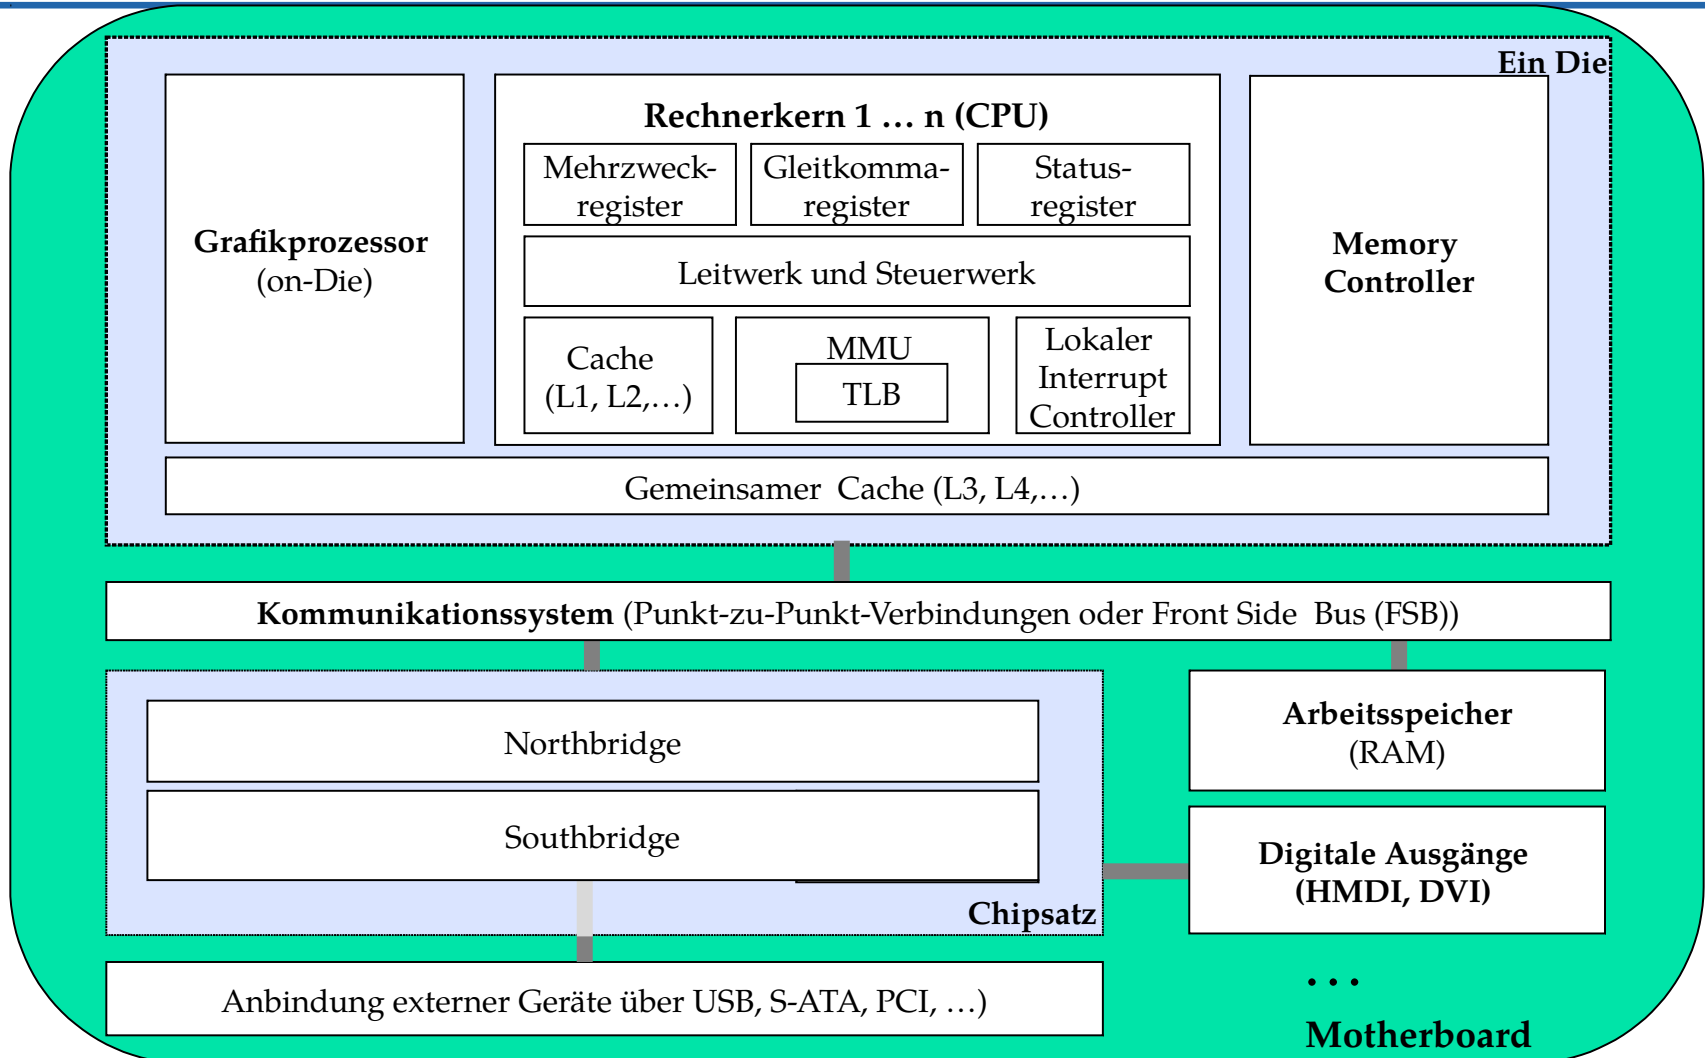 Ein Die
Rechnerkern 1 … n (CPU)
Mehrzweck-
register
Gleitkomma-
register
Status-
register
Grafikprozessor
(on-Die)
Leitwerk und Steuerwerk
Memory
Controller
Cache
(L1, L2,…)
MMU
TLB
Lokaler
Interrupt
Controller
Gemeinsamer Cache (L3, L4,…)
Kommunikationssystem (Punkt-zu-Punkt-Verbindungen oder Front Side Bus (FSB))
Northbridge
Southbridge
Chipsatz
Arbeitsspeicher
(RAM)
Digitale Ausgänge
(HMDI, DVI)
Anbindung externer Geräte über USB, S-ATA, PCI, …)
…
Motherboard